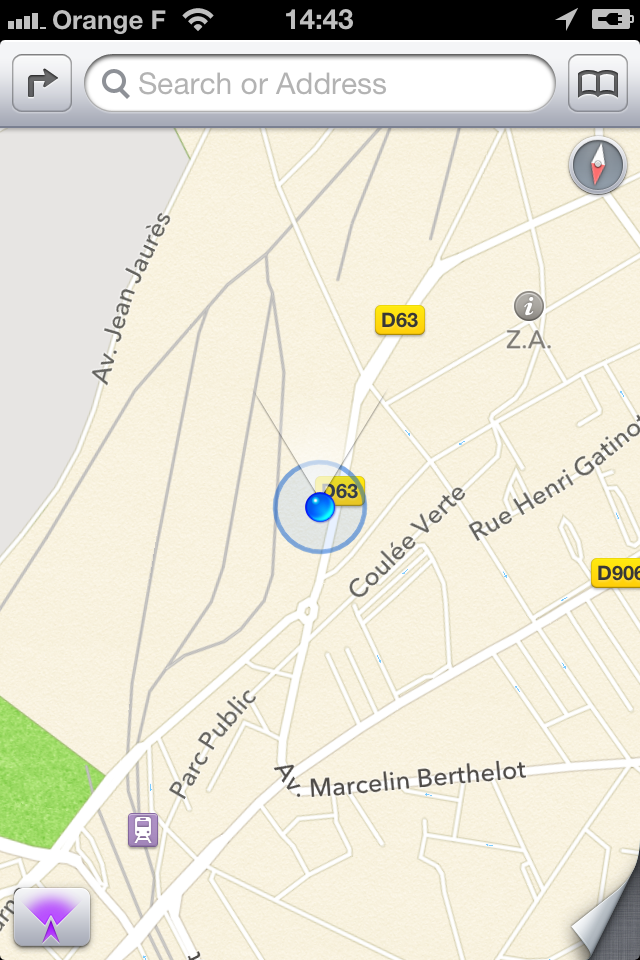 Orange F 14:43
Search or Address
Av. Jean Jaurès
D63
i
Z.A.
D63
Rue Henri Gatinot
Coulée Verte
D906
Parc Public
Av. Marcelin Berthelot